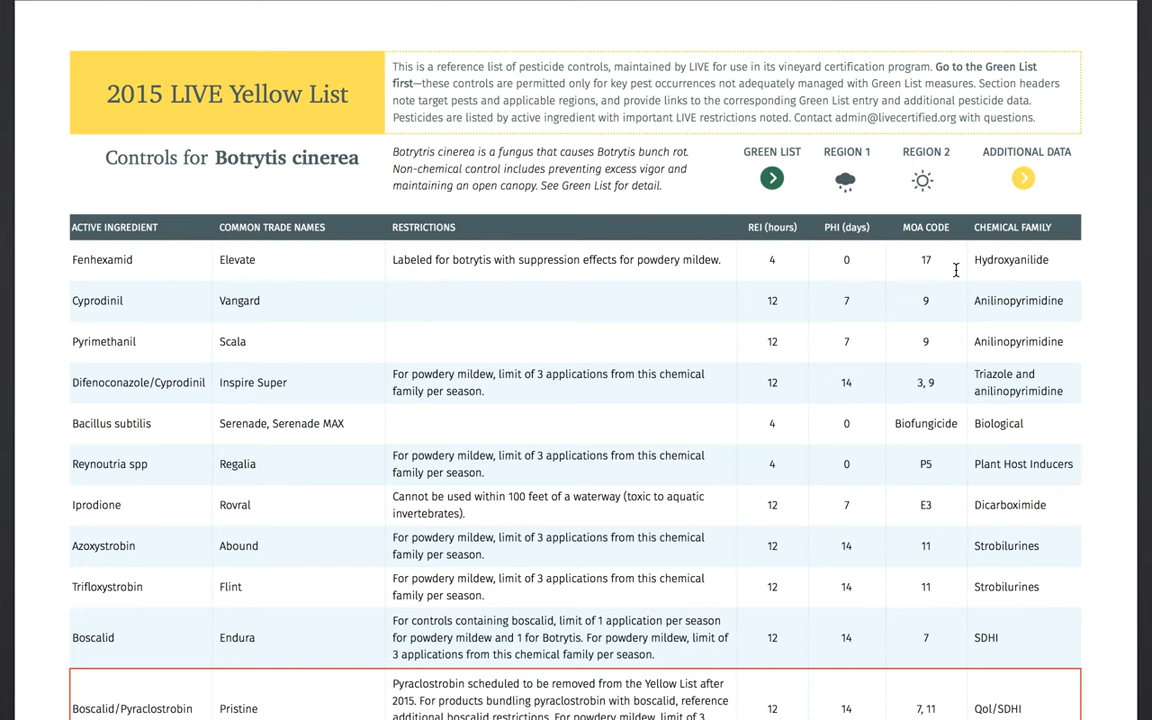 2015 LIVE Yellow List
This is a reference list of pesticide controls, maintained by LIVE for use in its vineyard certification program. Go to the Green List
first—these controls are permitted only for key pest occurrences not adequately managed with Green List measures. Section headers
note target pests and applicable regions, and provide links to the corresponding Green List entry and additional pesticide data.
Pesticides are listed by active ingredient with important LIVE restrictions noted. Contact admin@livecertified.org with questions.
Controls for Botrytis cinerea
Botrytris cinerea is a fungus that causes Botrytis bunch rot.
Non-chemical control includes preventing excess vigor and
maintaining an open canopy. See Green List for detail.
GREEN LIST REGION 1 REGION 2 ADDITIONAL DATA
ACTIVE INGREDIENT COMMON TRADE NAMES RESTRICTIONS REI (hours) PHI (days) MOA CODE CHEMICAL FAMILY
Fenhexamid Elevate Labeled for botrytis with suppression effects for powdery mildew. 4 0 17 Hydroxyanilide
Cyprodinil Vangard 12 7 9 Anilinopyrimidine
Pyrimethanil Scala 12 7 9 Anilinopyrimidine
Difenoconazole/Cyprodinil Inspire Super For powdery mildew, limit of 3 applications from this chemical
family per season. 12 14 3, 9 Triazole and
anilinopyrimidine
Bacillus subtilis Serenade, Serenade MAX 4 0 Biofungicide Biological
Reynoutria spp Regalia For powdery mildew, limit of 3 applications from this chemical
family per season. 4 0 P5 Plant Host Inducers
Iprodione Rovral Cannot be used within 100 feet of a waterway (toxic to aquatic
invertebrates). 12 7 E3 Dicarboximide
Azoxystrobin Abound For powdery mildew, limit of 3 applications from this chemical
family per season. 12 14 11 Strobilurines
Trifloxystrobin Flint For powdery mildew, limit of 3 applications from this chemical
family per season. 12 14 11 Strobilurines
Boscalid Endura For controls containing boscalid, limit of 1 application per season
for powdery mildew and 1 for Botrytis. For powdery mildew, limit of
3 applications from this chemical family per season. 12 14 7 SDHI
Boscalid/Pyraclostrobin Pristine Pyraclostrobin scheduled to be removed from the Yellow List after
2015. For products bundling pyraclostrobin with boscalid, reference
additional boscalid restrictions. For powdery mildew, limit of 3 12 14 7, 11 QoI/SDHI